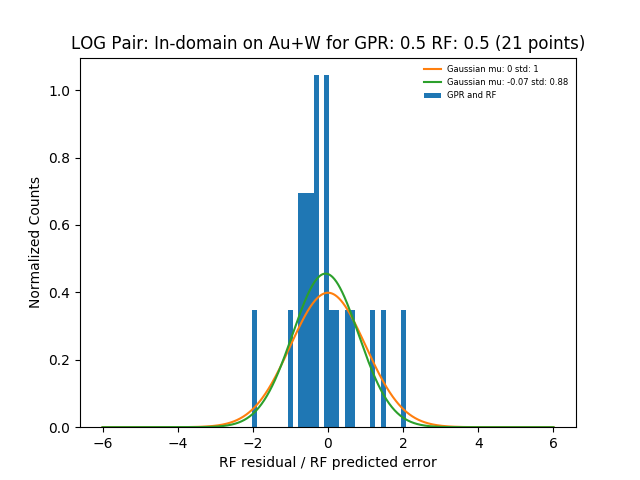 LOG Pair: In-domain on Au+W for GPR: 0.5 RF: 0.5 (21 points)
Gaussian mu: 0 std: 1
Gaussian mu: -0.07 std: 0.88
GPR and RF
Normalized Counts
1.0
0.8
0.6
0.4
0.2
0.0
−6 −4 −2 0 2 4 6
RF residual / RF predicted error